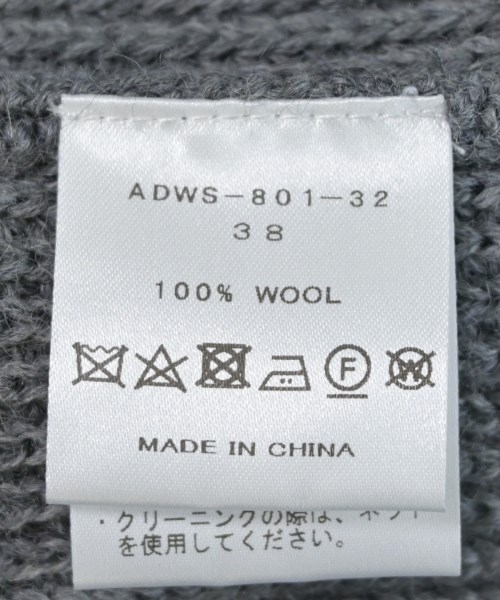 ADWS-801-32
38
100% WOOL
F W
MADE IN CHINA
・クリーニングの際は、ネット
を使用してください。